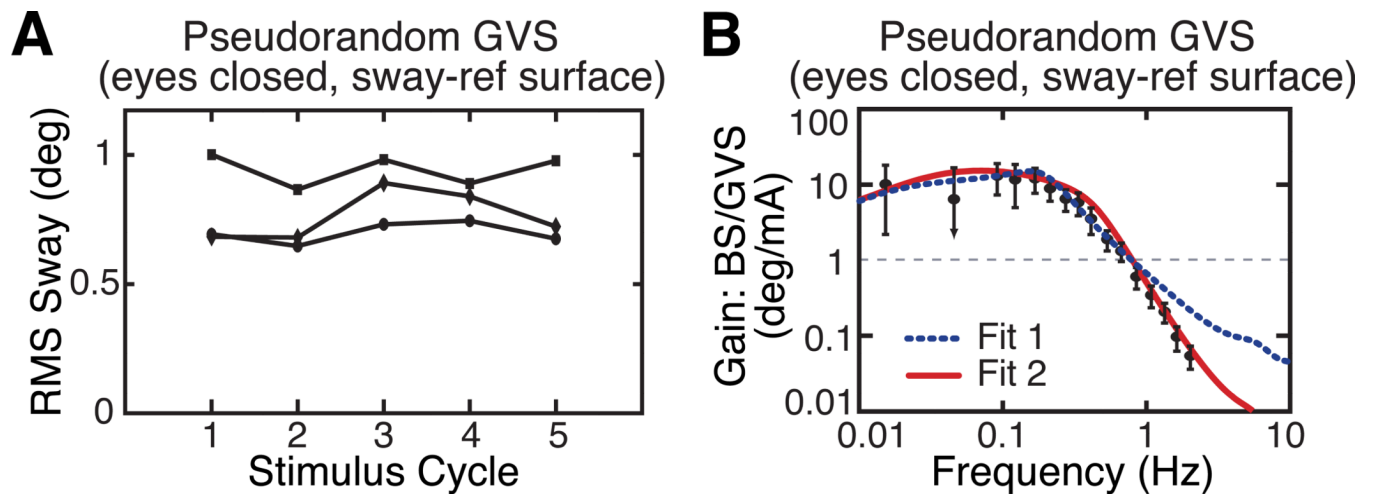 A
Pseudorandom GVS
(eyes closed, sway-ref surface)
RMS Sway (deg)
1
0.5
0
1 2 3 4 5
Stimulus Cycle
B
Pseudorandom GVS
(eyes closed, sway-ref surface)
Gain: BS/GVS
(deg/mA)
100
10
1
0.1
0.01
Fit 1
Fit 2
0.01 0.1 1 10
Frequency (Hz)